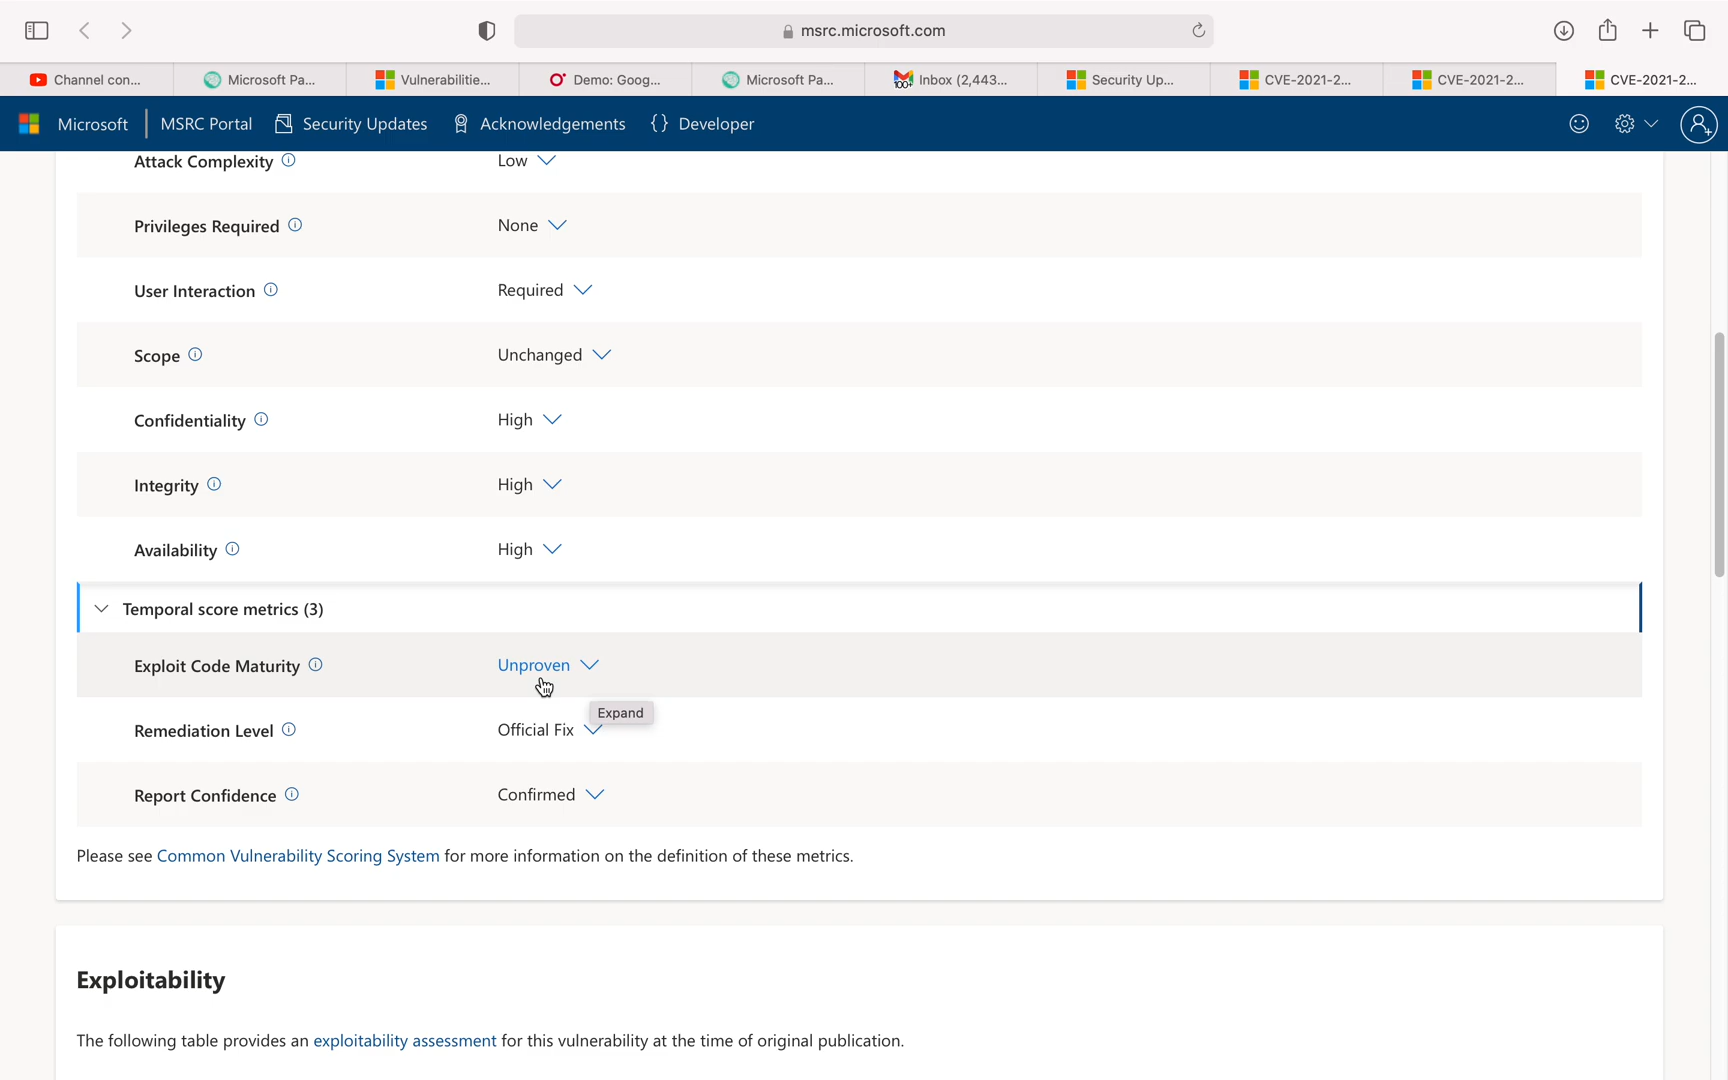 msrc.microsoft.com
Channel con...
Microsoft Pa...
Vulnerabilitie...
Demo: Goog...
Microsoft Pa...
100+
Inbox (2,443...
Security Up...
CVE-2021-2...
CVE-2021-2...
CVE-2021-2...
Microsoft
MSRC Portal
Security Updates
Acknowledgements
{} Developer
Attack Complexity Low
Privileges Required None
User Interaction Required
Scope Unchanged
Confidentiality High
Integrity High
Availability High
Temporal score metrics (3)
Exploit Code Maturity Unproven
Expand
Remediation Level Official Fix
Report Confidence Confirmed
Please see Common Vulnerability Scoring System for more information on the definition of these metrics.
Exploitability
The following table provides an exploitability assessment for this vulnerability at the time of original publication.